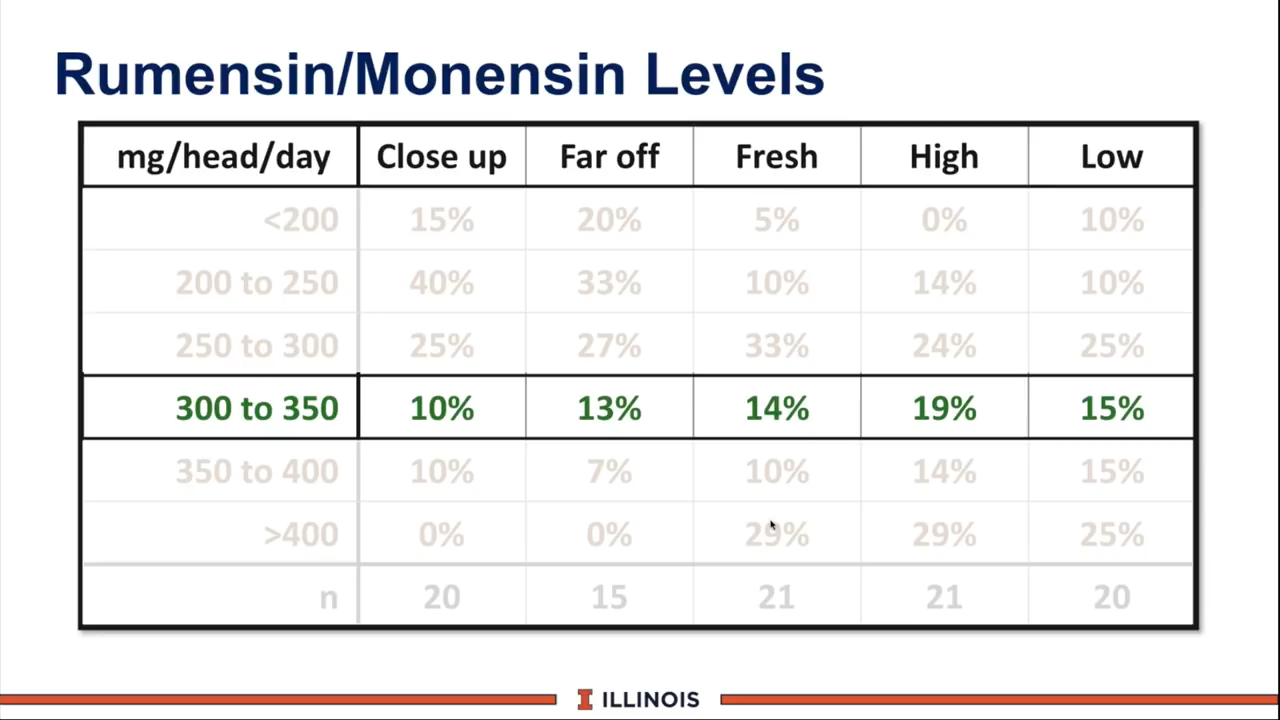 Rumensin/Monensin Levels
mg/head/day Close up Far off Fresh High Low
<200 15% 20% 5% 0% 10%
200 to 250 40% 33% 10% 14% 10%
250 to 300 25% 27% 33% 24% 25%
300 to 350 10% 13% 14% 19% 15%
350 to 400 10% 7% 10% 14% 15%
>400 0% 0% 29% 29% 25%
n 20 15 21 21 20
I ILLINOIS